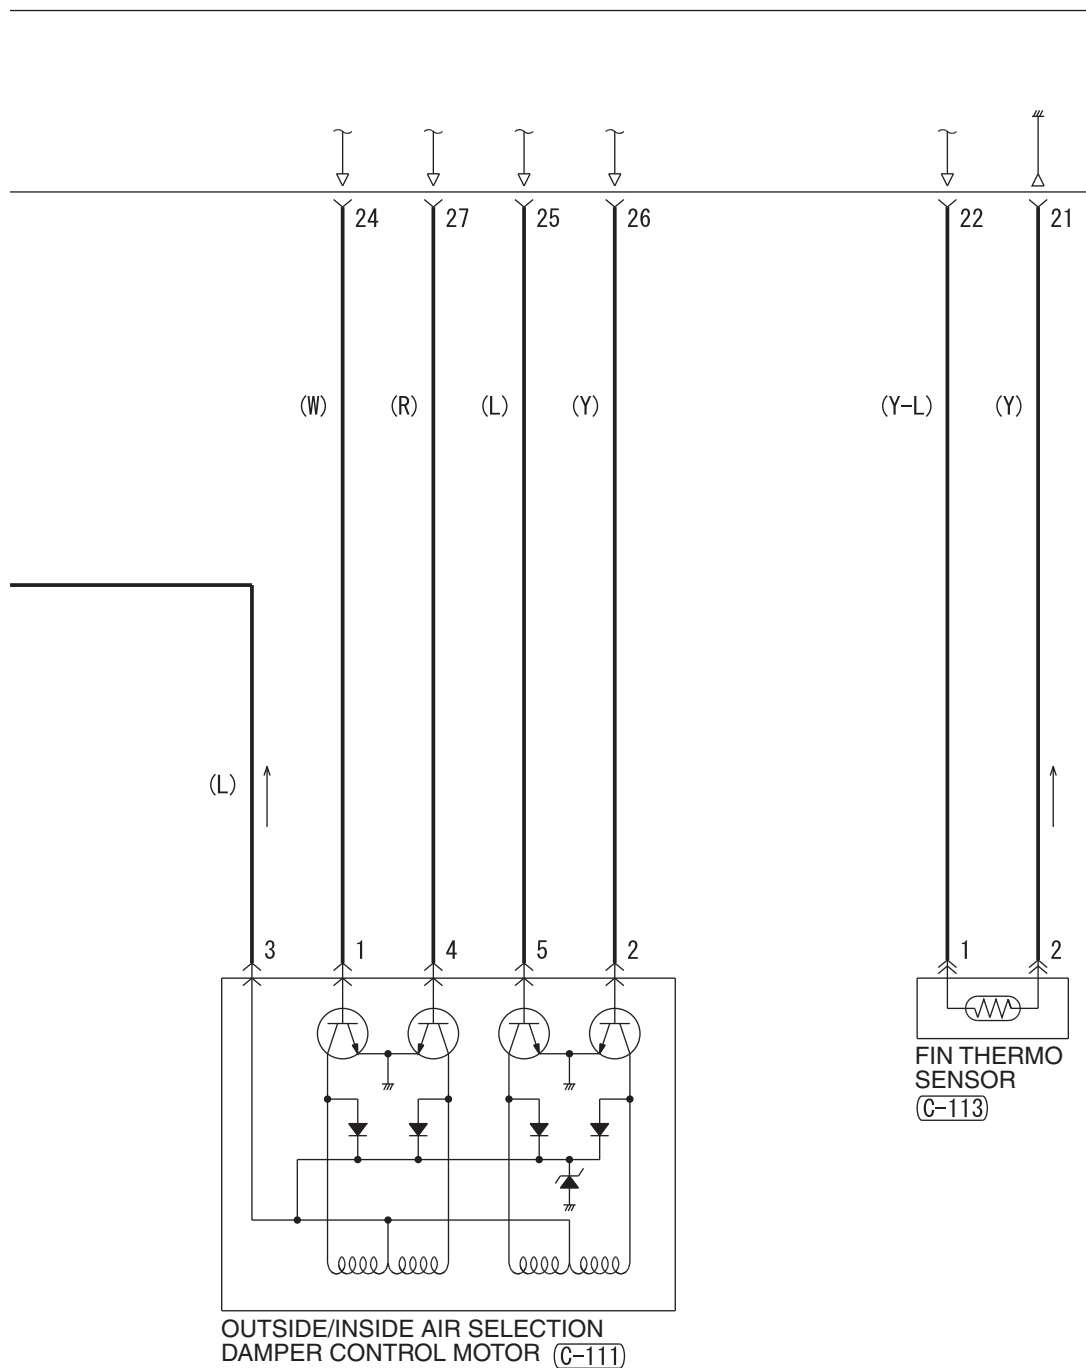 24 27 25 26 22 21
(W) (R) (L) (Y) (Y-L) (Y)
(L)
3 1 4 5 2 1 2
FIN THERMO
SENSOR
C-113
OUTSIDE/INSIDE AIR SELECTION
DAMPER CONTROL MOTOR C-111